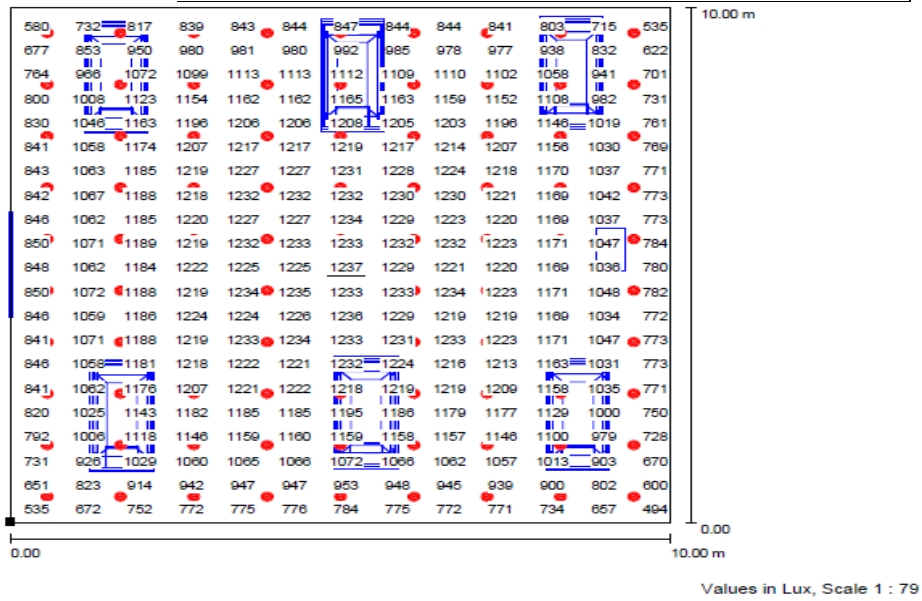 580 732 817 839 843 844 847 844 844 841 803 715 535
10.00 m
677 853 950 980 981 980 992 985 978 977 938 832 622
764 966 1072 1099 1113 1113 1112 1109 1110 1102 1058 941 701
800 1008 1123 1154 1162 1162 1165 1163 1159 1152 1108 982 731
830 1046 1163 1196 1206 1206 1208 1205 1203 1196 1146 1019 761
841 1058 1174 1207 1217 1217 1219 1217 1214 1207 1156 1030 769
843 1063 1185 1219 1227 1227 1231 1228 1224 1218 1170 1037 771
842 1067 1188 1218 1232 1232 1232 1230 1230 1221 1169 1042 773
846 1062 1185 1220 1227 1227 1234 1229 1223 1220 1169 1037 773
850 1071 1189 1219 1232 1233 1233 1232 1232 1223 1171 1047 784
848 1062 1184 1222 1225 1225 1237 1229 1221 1220 1169 1036 780
850 1072 1188 1219 1234 1235 1233 1233 1234 1223 1171 1048 782
846 1059 1186 1224 1224 1226 1236 1229 1219 1219 1169 1034 772
841 1071 1188 1219 1233 1234 1233 1231 1233 1223 1171 1047 773
846 1058 1181 1218 1222 1221 1232 1224 1216 1213 1163 1031 773
841 1062 1176 1207 1221 1222 1218 1219 1219 1209 1158 1035 771
820 1025 1143 1182 1185 1185 1195 1186 1179 1177 1129 1000 750
792 1006 1118 1146 1159 1160 1159 1158 1157 1146 1100 979 728
731 926 1029 1060 1065 1066 1072 1066 1062 1057 1013 903 670
651 823 914 942 947 947 953 948 945 939 900 802 600
535 672 752 772 775 776 784 775 772 771 734 657 494
0.00
0.00 10.00 m
Values in Lux, Scale 1 : 79